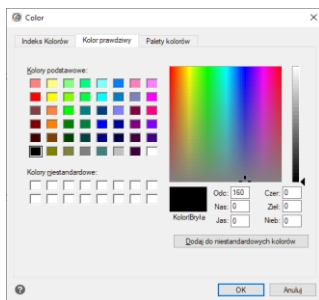 Color
Indeks Kolorów Kolor prawdziwy Palety kolorów
Kolory podstawowe:
Kolory niestandardowe:
Kolor|Bryła
Odc: 160 Czer: 0
Nas: 0 Ziel: 0
Jas: 0 Nieb: 0
Dodaj do niestandardowych kolorów
OK Anuluj